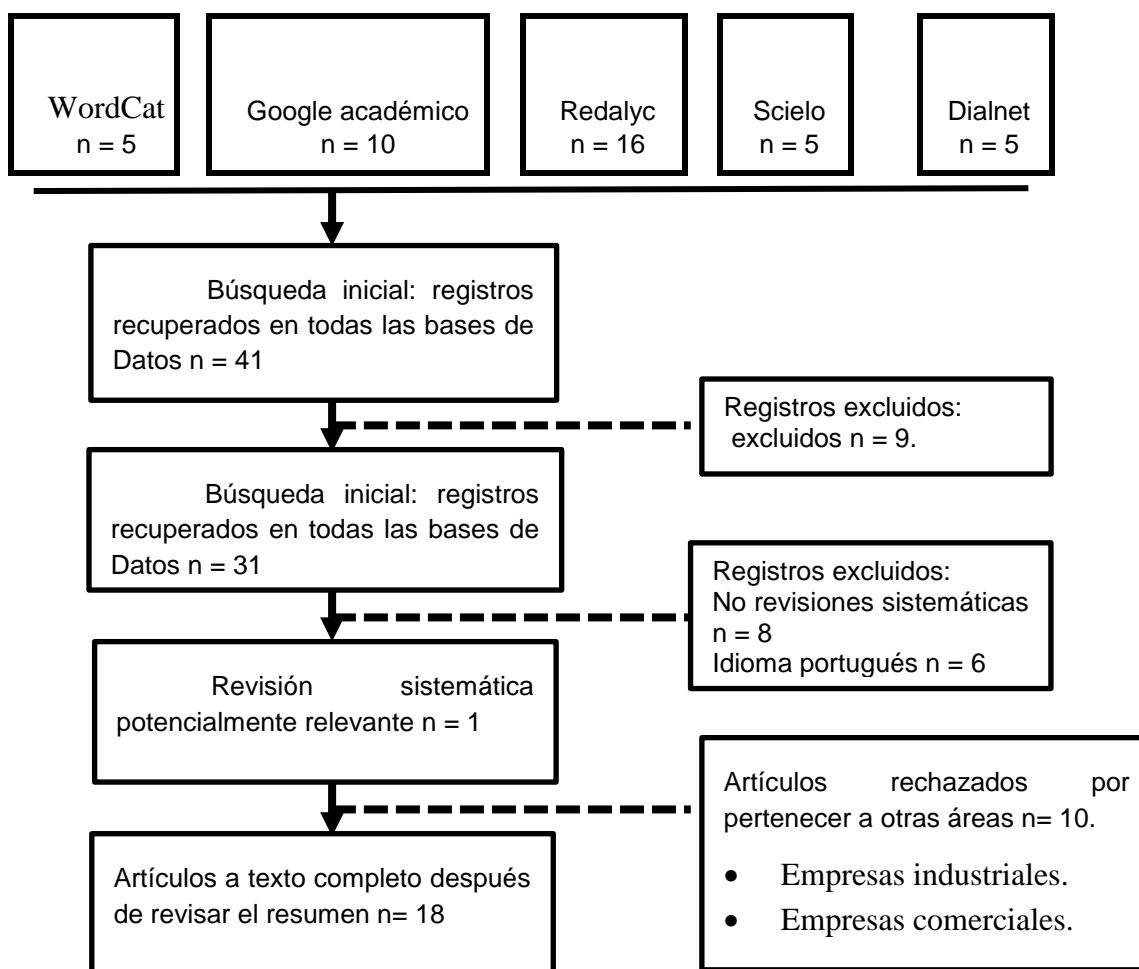 WordCat
n = 5
Google académico
n = 10
Redalyc
n = 16
Scielo
n = 5
Dialnet
n = 5
Búsqueda inicial: registros
recuperados en todas las bases de
Datos n = 41
Registros excluidos:
excluidos n = 9.
Búsqueda inicial: registros
recuperados en todas las bases de
Datos n = 31
Registros excluidos:
No revisiones sistemáticas
n = 8
Idioma portugués n = 6
Revisión sistemática
potencialmente relevante n = 1
Artículos rechazados por
pertenecer a otras áreas n= 10.
• Empresas industriales.
• Empresas comerciales.
Artículos a texto completo después
de revisar el resumen n= 18